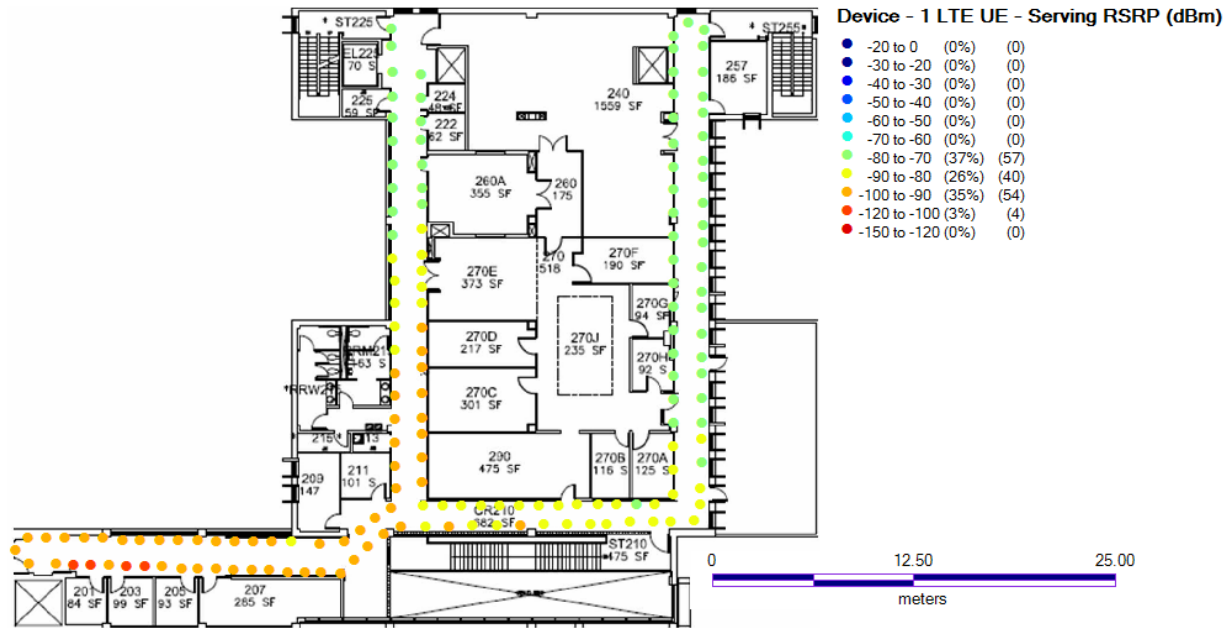 Device - 1 LTE UE - Serving RSRP (dBm)
-20 to 0 (0%) (0)
-30 to -20 (0%) (0)
-40 to -30 (0%) (0)
-50 to -40 (0%) (0)
-60 to -50 (0%) (0)
-70 to -60 (0%) (0)
-80 to -70 (37%) (57)
-90 to -80 (26%) (40)
-100 to -90 (35%) (54)
-120 to -100 (3%) (4)
-150 to -120 (0%) (0)
ST225
ST255
EL225
70 S
257
186 SF
225
59 SF
224
48 SF
222
62 SF
240
1559 SF
260A
355 SF
260
175
270
518
270F
190 SF
270E
373 SF
270G
94 SF
270D
217 SF
270J
235 SF
270H
92 S
63 S
270C
301 SF
215
13
290
475 SF
270B
116 S
270A
125 SF
211
101 S
209
147
CR210
682 SF
ST210
475 SF
201
84 SF
203
99 SF
205
93 SF
207
285 SF
0 12.50 25.00
meters